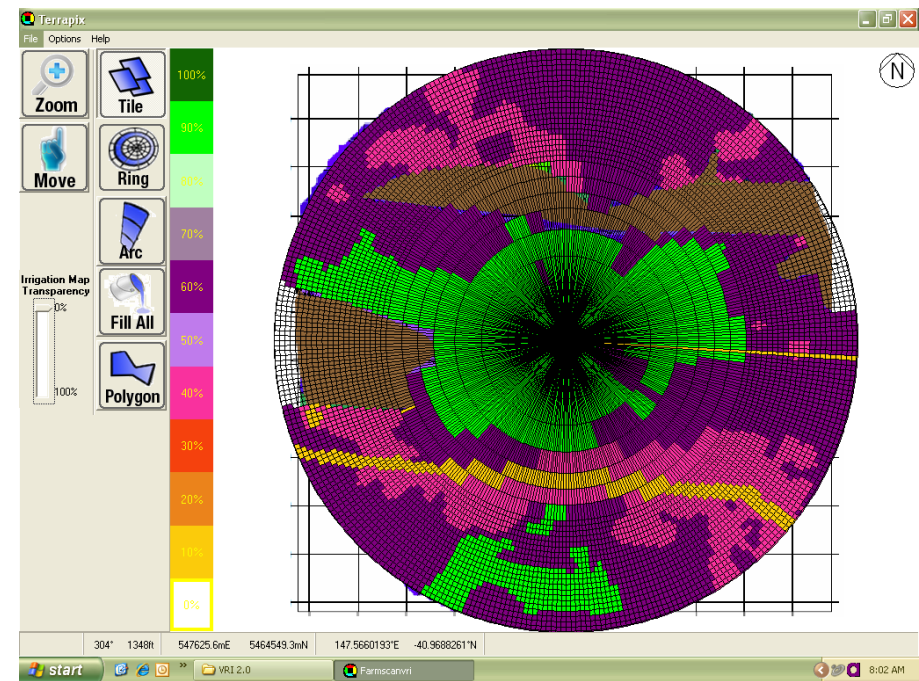 Terrapix
File Options Help
Zoom
Tile
Move
Ring
Arc
Fill All
Polygon
Irrigation Map
Transparency
0%
100%
100%
90%
80%
70%
60%
50%
40%
30%
20%
10%
0%
N
304° 1348ft 547625.6mE 5464549.3mN 147.5660193°E -40.9688261°N
start » VRI 2.0 Farmscanvri 8:02 AM